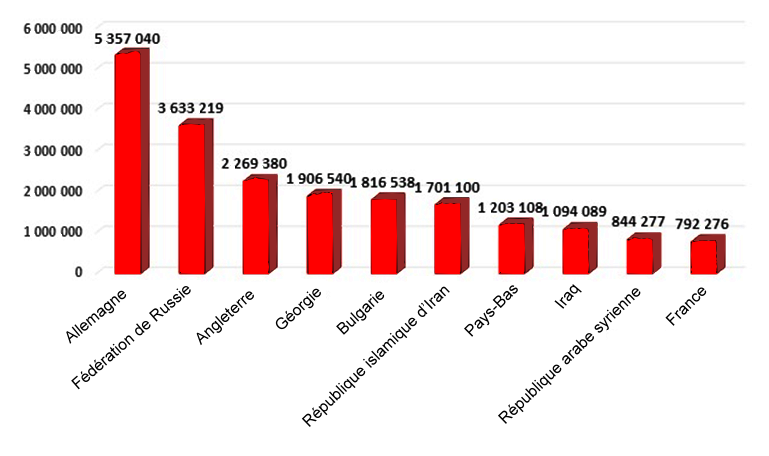 6 000 000
5 000 000
4 000 000
3 000 000
2 000 000
1 000 000
0
5 357 040
3 633 219
2 269 380
1 906 540
1 816 538
1 701 100
1 203 108
1 094 089
844 277
792 276
Allemagne
Fédération de Russie
Angleterre
Géorgie
Bulgarie
République islamique d'Iran
Pays-Bas
Iraq
République arabe syrienne
France